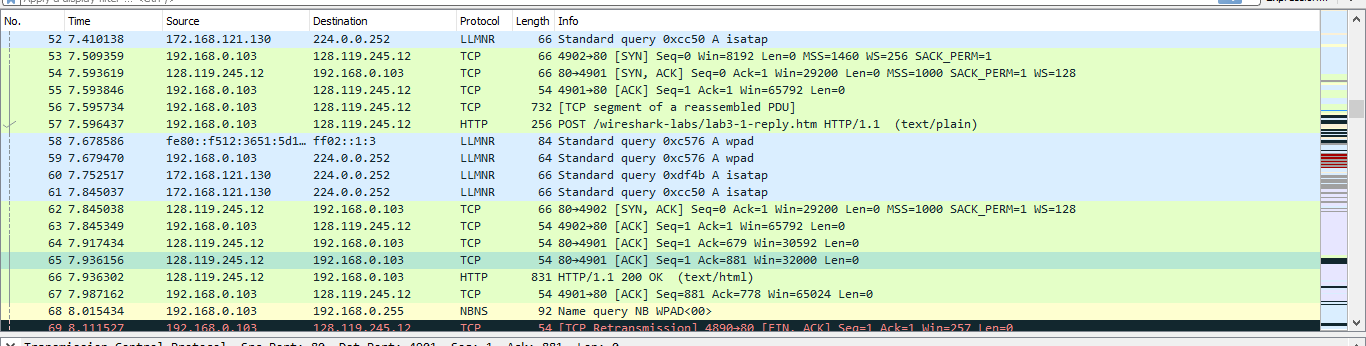 Apply a display filter ... <Ctrl-/> Expression...
No. Time Source Destination Protocol Length Info
52 7.410138 172.168.121.130 224.0.0.252 LLMNR 66 Standard query 0xcc50 A isatap
53 7.509359 192.168.0.103 128.119.245.12 TCP 66 4902→80 [SYN] Seq=0 Win=8192 Len=0 MSS=1460 WS=256 SACK_PERM=1
54 7.593619 128.119.245.12 192.168.0.103 TCP 66 80→4901 [SYN, ACK] Seq=0 Ack=1 Win=29200 Len=0 MSS=1000 SACK_PERM=1 WS=128
55 7.593846 192.168.0.103 128.119.245.12 TCP 54 4901→80 [ACK] Seq=1 Ack=1 Win=65792 Len=0
56 7.595734 192.168.0.103 128.119.245.12 TCP 732 [TCP segment of a reassembled PDU]
57 7.596437 192.168.0.103 128.119.245.12 HTTP 256 POST /wireshark-labs/lab3-1-reply.htm HTTP/1.1 (text/plain)
58 7.678586 fe80::f512:3651:5d1… ff02::1:3 LLMNR 84 Standard query 0xc576 A wpad
59 7.679470 192.168.0.103 224.0.0.252 LLMNR 64 Standard query 0xc576 A wpad
60 7.752517 172.168.121.130 224.0.0.252 LLMNR 66 Standard query 0xdf4b A isatap
61 7.845037 172.168.121.130 224.0.0.252 LLMNR 66 Standard query 0xcc50 A isatap
62 7.845038 128.119.245.12 192.168.0.103 TCP 66 80→4902 [SYN, ACK] Seq=0 Ack=1 Win=29200 Len=0 MSS=1000 SACK_PERM=1 WS=128
63 7.845349 192.168.0.103 128.119.245.12 TCP 54 4902→80 [ACK] Seq=1 Ack=1 Win=65792 Len=0
64 7.917434 128.119.245.12 192.168.0.103 TCP 54 80→4901 [ACK] Seq=1 Ack=679 Win=30592 Len=0
65 7.936156 128.119.245.12 192.168.0.103 TCP 54 80→4901 [ACK] Seq=1 Ack=881 Win=32000 Len=0
66 7.936302 128.119.245.12 192.168.0.103 HTTP 831 HTTP/1.1 200 OK (text/html)
67 7.987162 192.168.0.103 128.119.245.12 TCP 54 4901→80 [ACK] Seq=881 Ack=778 Win=65024 Len=0
68 8.015434 192.168.0.103 192.168.0.255 NBNS 92 Name query NB WPAD<00>
69 8.111527 192.168.0.103 128.119.245.12 TCP 54 [TCP Retransmission] 4890→80 [FIN, ACK] Seq=1 Ack=1 Win=257 Len=0
Transmission Control Protocol, Src Port: 80, Dst Port: 4901, Seq: 1, Ack: 881, Len: 0